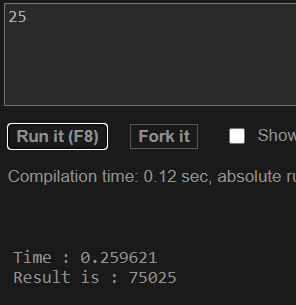 25
Run it (F8) Fork it Show
Compilation time: 0.12 sec, absolute ru
Time : 0.259621
Result is : 75025